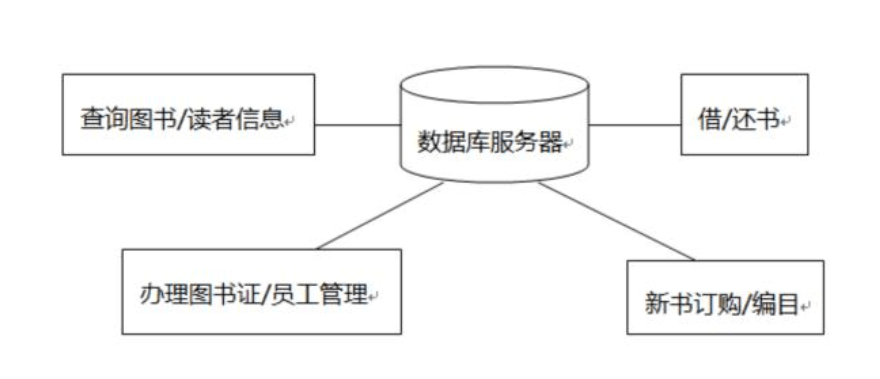 查询图书/读者信息
数据库服务器
借/还书
办理图书证/员工管理
新书订购/编目